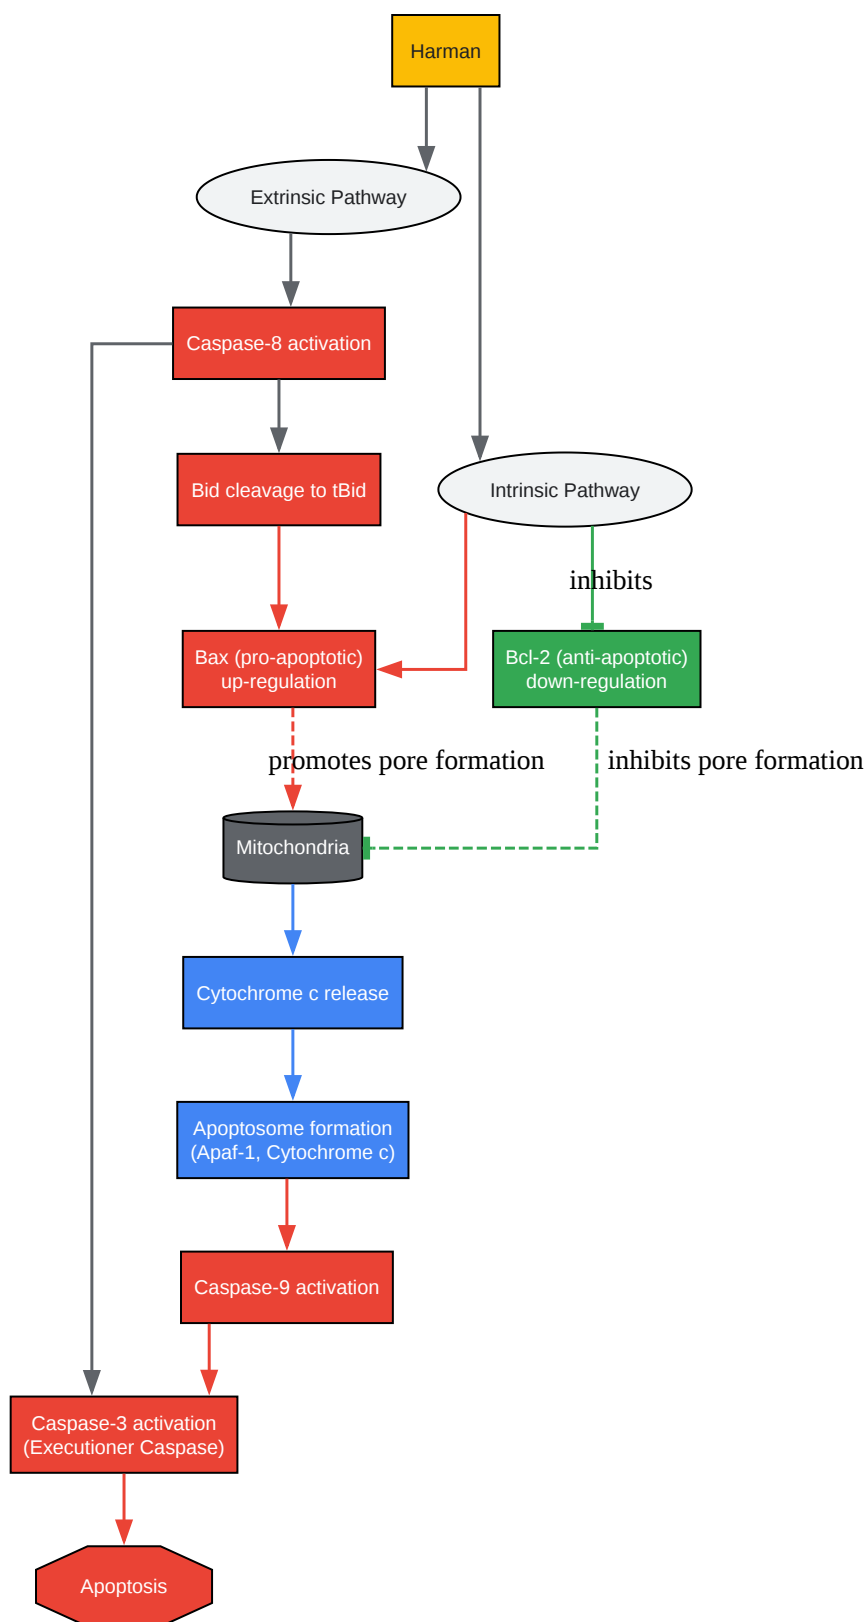 Harman
Extrinsic Pathway
Caspase-8 activation
Bid cleavage to tBid
Intrinsic Pathway
inhibits
Bax (pro-apoptotic)
up-regulation
Bcl-2 (anti-apoptotic)
down-regulation
promotes pore formation
inhibits pore formation
Mitochondria
Cytochrome c release
Apoptosome formation
(Apaf-1, Cytochrome c)
Caspase-9 activation
Caspase-3 activation
(Executioner Caspase)
Apoptosis